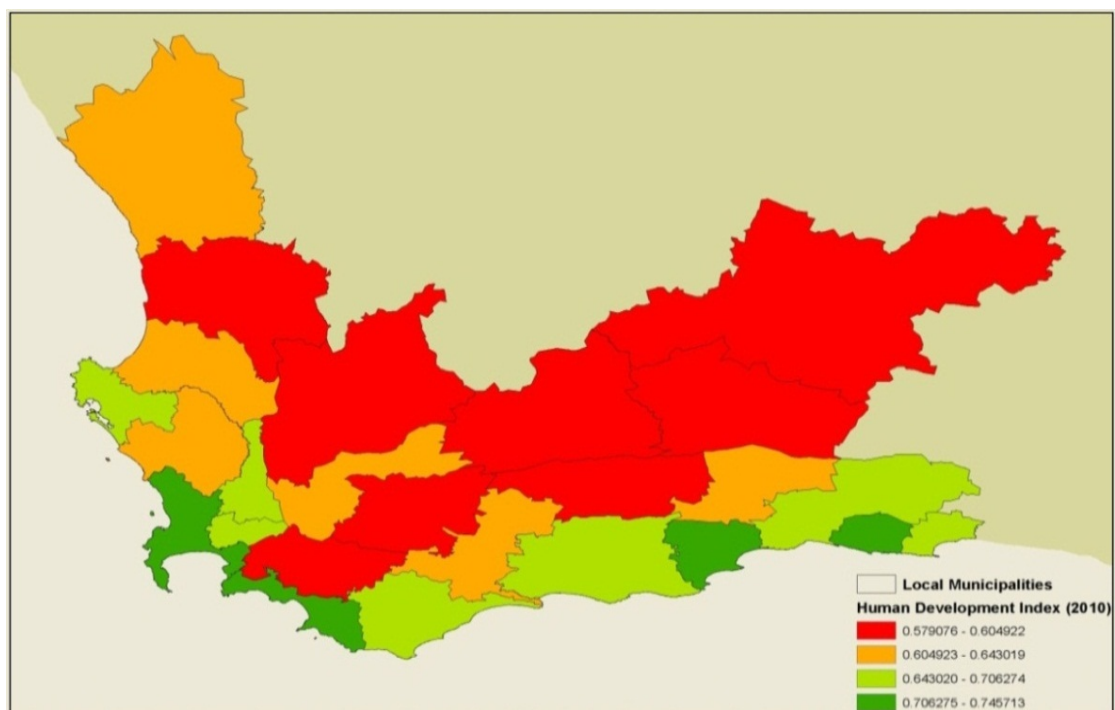 Local Municipalities
Human Development Index (2010)
0.579076 - 0.604922
0.604923 - 0.643019
0.643020 - 0.706274
0.706275 - 0.745713